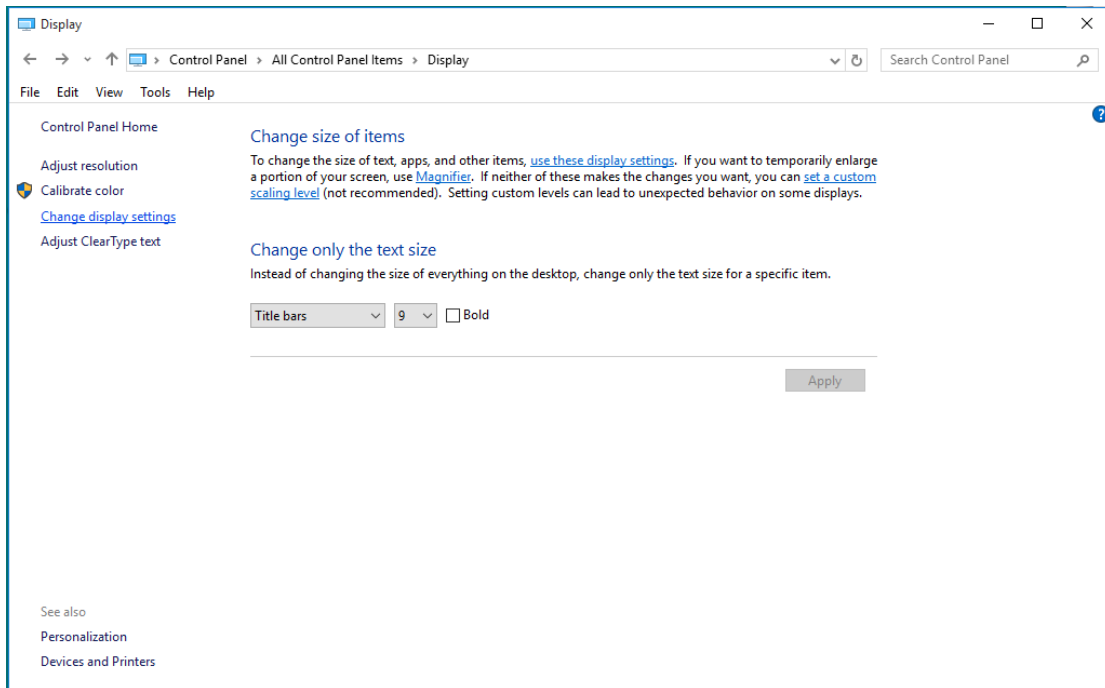 Display
Control Panel > All Control Panel Items > Display
Search Control Panel
File Edit View Tools Help
?
Control Panel Home
Adjust resolution
Calibrate color
Change display settings
Adjust ClearType text
Change size of items
To change the size of text, apps, and other items, use these display settings. If you want to temporarily enlarge
a portion of your screen, use Magnifier. If neither of these makes the changes you want, you can set a custom
scaling level (not recommended). Setting custom levels can lead to unexpected behavior on some displays.
Change only the text size
Instead of changing the size of everything on the desktop, change only the text size for a specific item.
Title bars 9 Bold
Apply
See also
Personalization
Devices and Printers